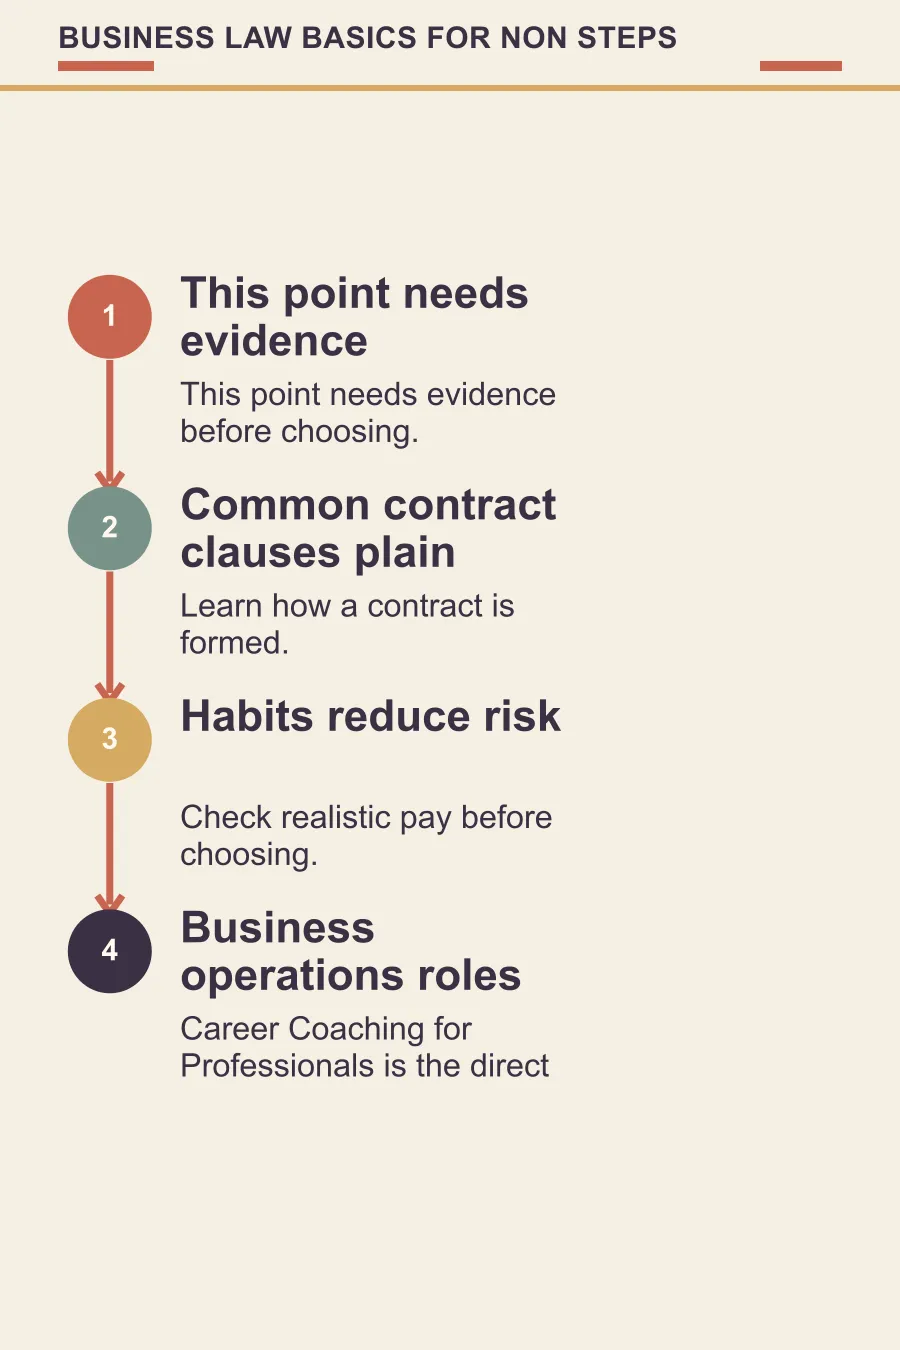 BUSINESS LAW BASICS FOR NON STEPS
1
This point needs
evidence
This point needs evidence
before choosing.
2
Common contract
clauses plain
Learn how a contract is
formed.
3
Habits reduce risk
Check realistic pay before
choosing.
4
Business
operations roles
Career Coaching for
Professionals is the direct